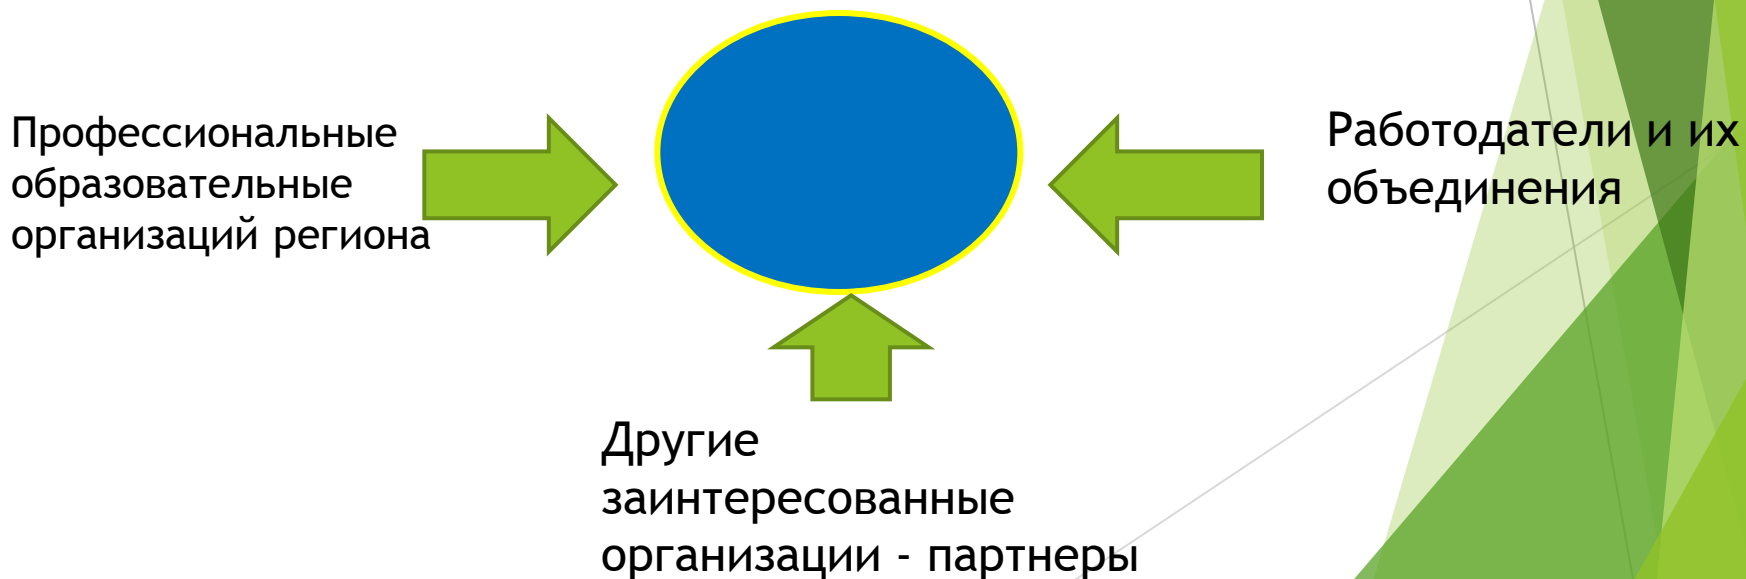 Профессиональные
образовательные
организаций региона
Работодатели и их
объединения
Другие
заинтересованные
организации - партнеры